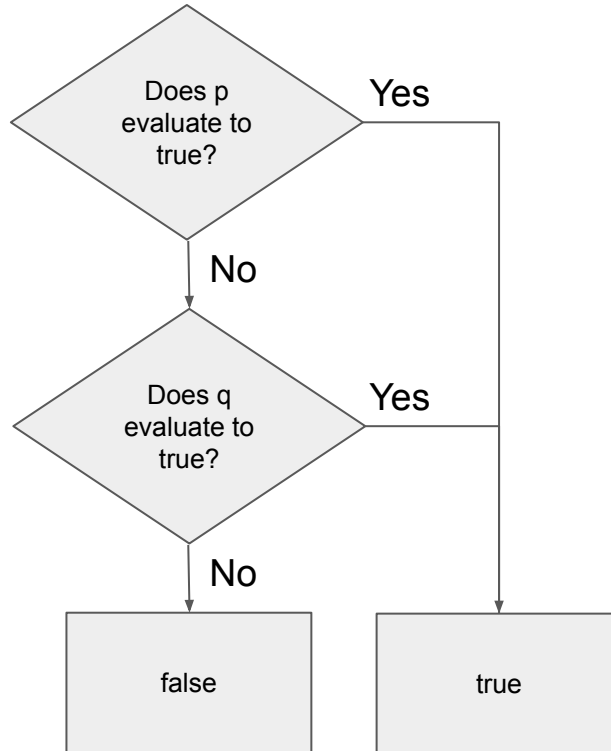 Does p
evaluate to
true?
Yes
No
Does q
evaluate to
true?
Yes
No
false
true